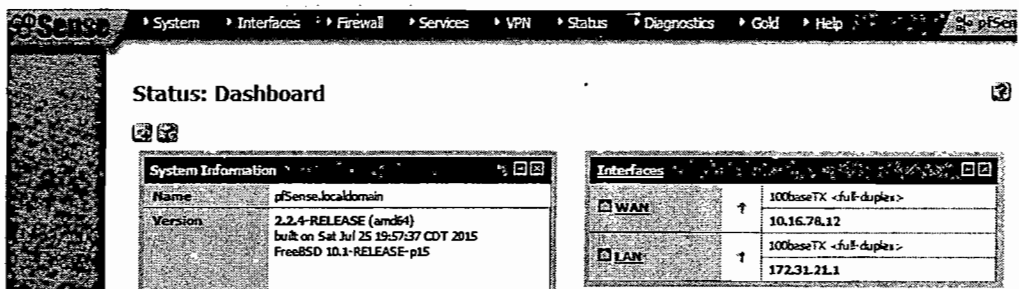 Sense System Interfaces Firewall Services VPN Status Diagnostics Gold Help pfSen
Status: Dashboard
System Information
Name pfSense.localdomain
Version 2.2.4-RELEASE (amd64)
built on Sat Jul 25 19:57:37 CDT 2015
FreeBSD 10.1-RELEASE-p15
Interfaces
WAN 100baseTX <full-duplex>
10.16.78.12
LAN 100baseTX <full-duplex>
172.31.21.1